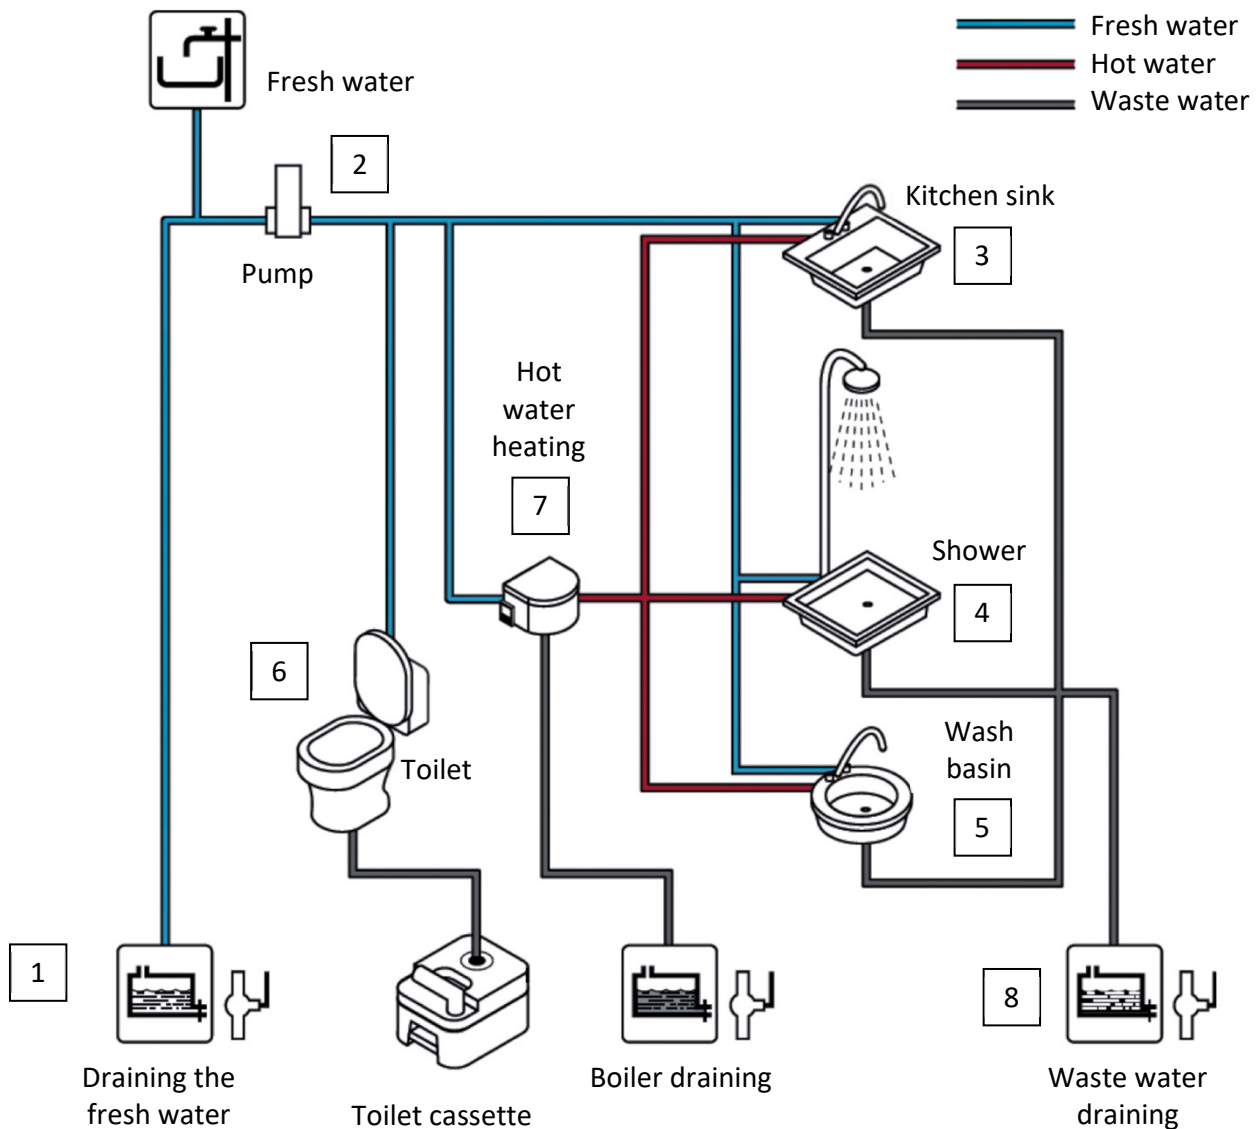 Fresh water
Hot water
Waste water
Fresh water
2
Pump
Kitchen sink
3
Hot
water
heating
7
Shower
4
6
Toilet
Wash
basin
5
1
8
Draining the
fresh water
Toilet cassette
Boiler draining
Waste water
draining